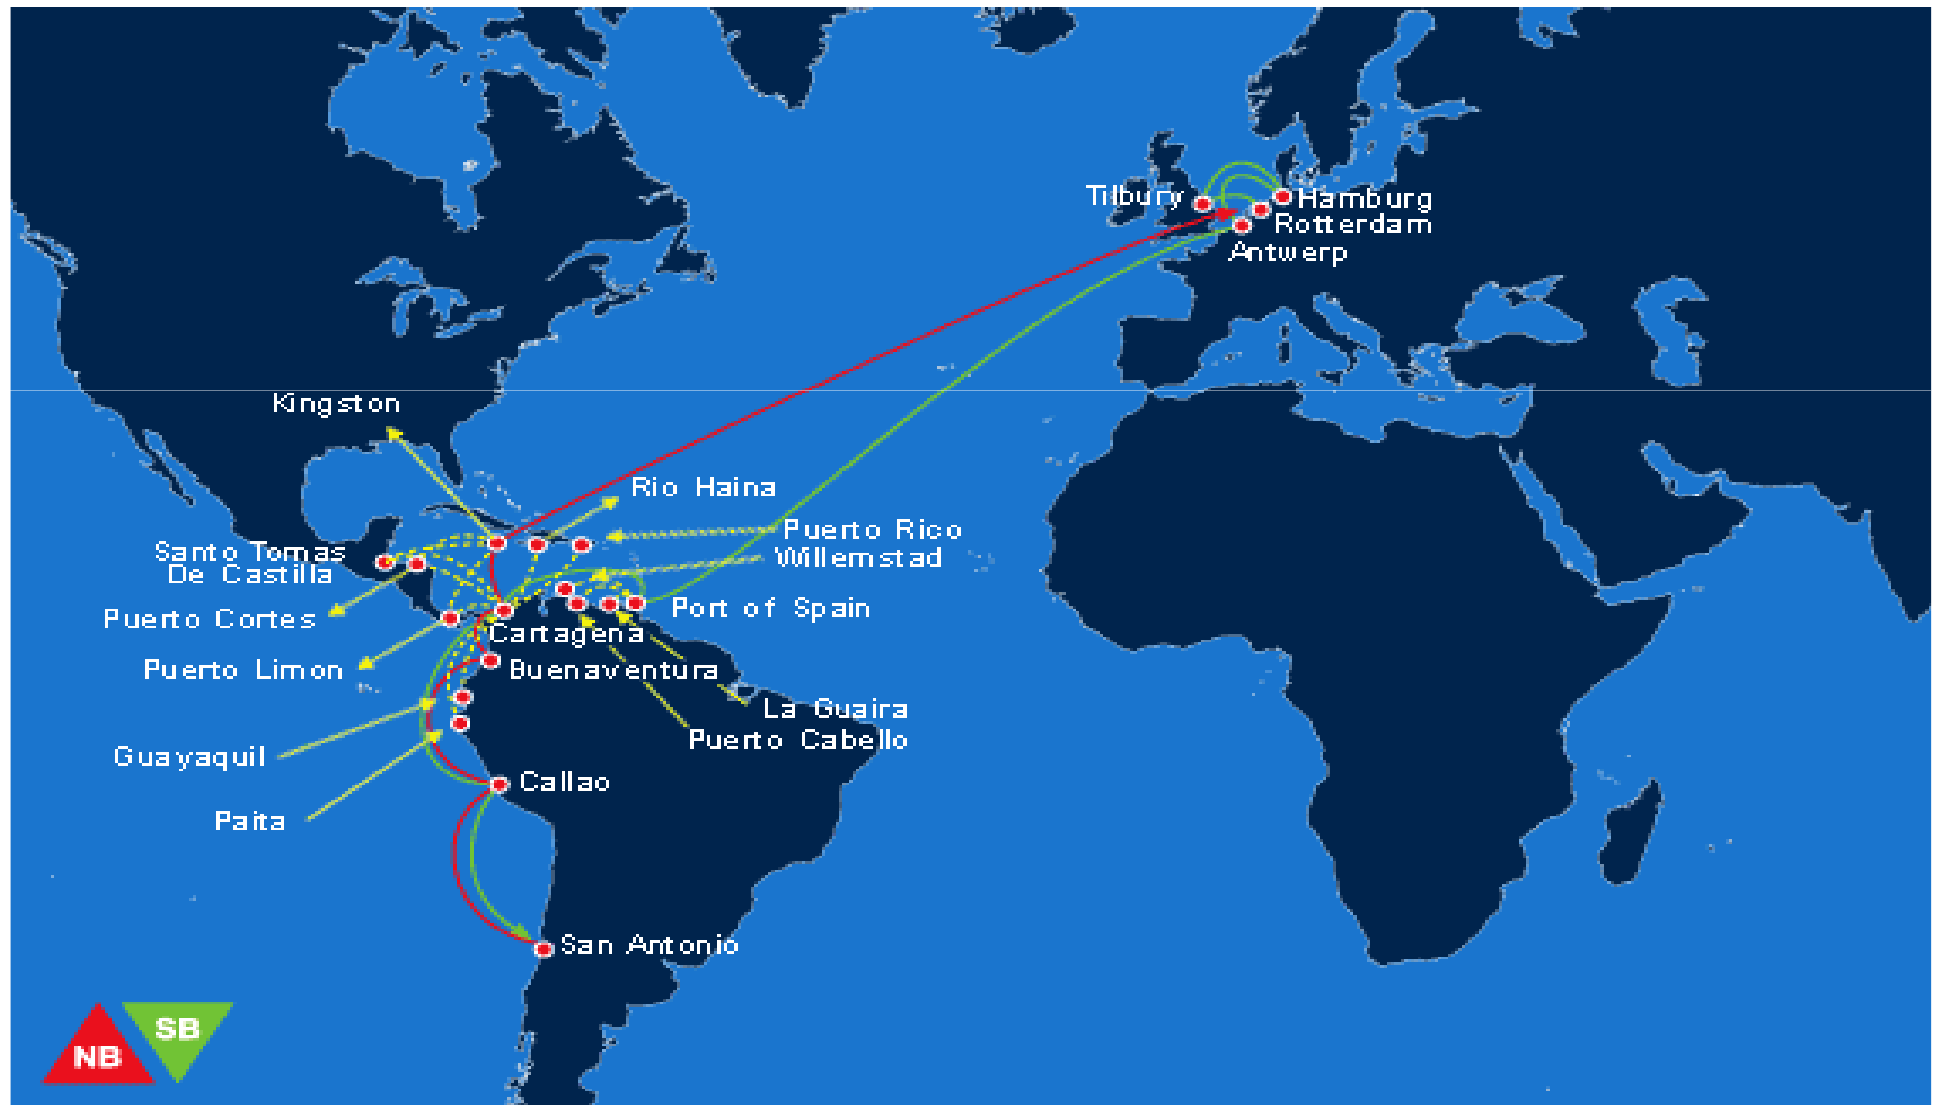 Tilbury
Hamburg
Rotterdam
Antwerp
Kingston
Rio Haina
Puerto Rico
Santo Tomas
De Castilla
Willemstad
Puerto Cortes
Port of Spain
Cartagena
Puerto Limon
Buenaventura
La Guaira
Puerto Cabello
Guayaquil
Callao
Paita
San Antonio
SB
NB